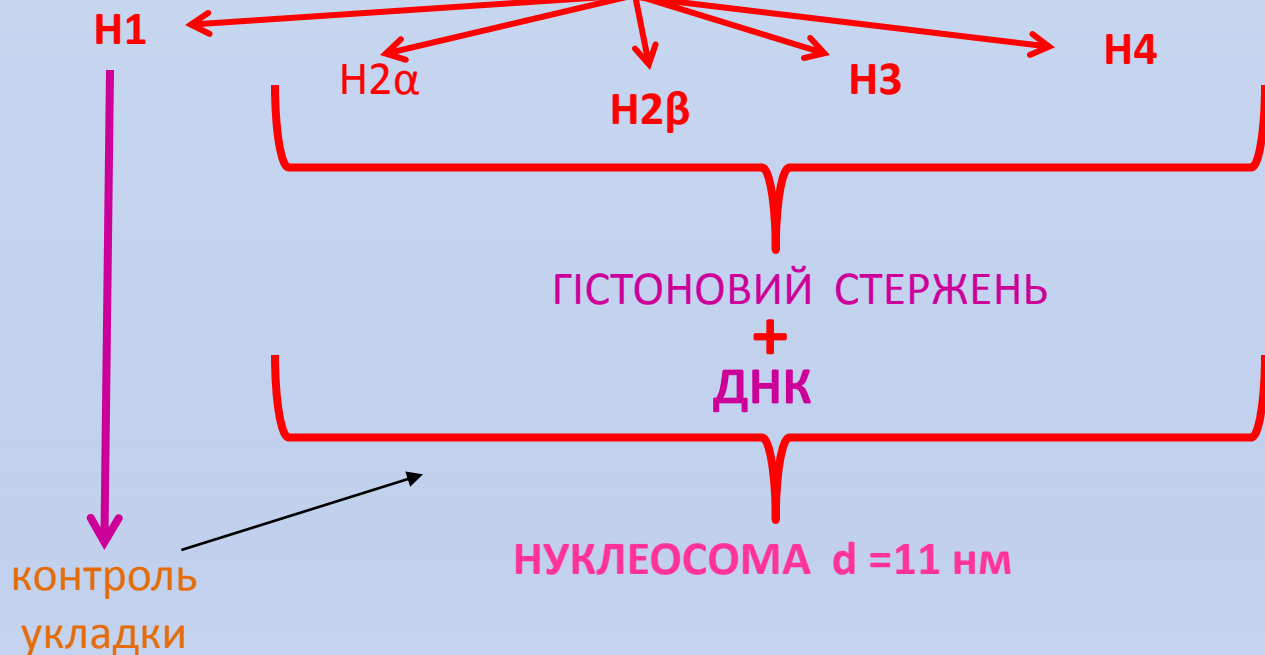 H1
H2α
H2β
H3
H4
ГІСТОНОВИЙ СТЕРЖЕНЬ
+
ДНК
НУКЛЕОСОМА d =11 нм
контроль
укладки